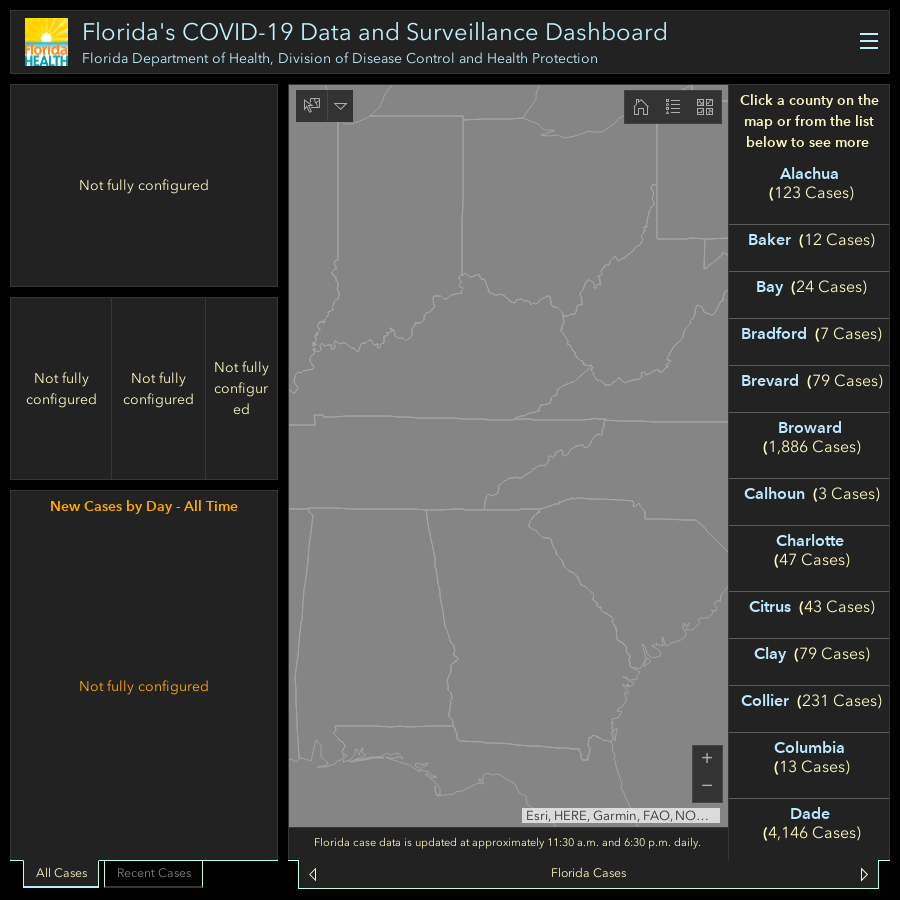 Florida's COVID-19 Data and Surveillance Dashboard
Florida Department of Health, Division of Disease Control and Health Protection
Florida
HEALTH
Not fully configured
Not fully
configured
Not fully
configured
Not fully
configur
ed
New Cases by Day - All Time
Not fully configured
All Cases
Recent Cases
+
−
Esri, HERE, Garmin, FAO, NO…
Florida case data is updated at approximately 11:30 a.m. and 6:30 p.m. daily.
Florida Cases
Click a county on the
map or from the list
below to see more
Alachua
(123 Cases)
Baker (12 Cases)
Bay (24 Cases)
Bradford (7 Cases)
Brevard (79 Cases)
Broward
(1,886 Cases)
Calhoun (3 Cases)
Charlotte
(47 Cases)
Citrus (43 Cases)
Clay (79 Cases)
Collier (231 Cases)
Columbia
(13 Cases)
Dade
(4,146 Cases)